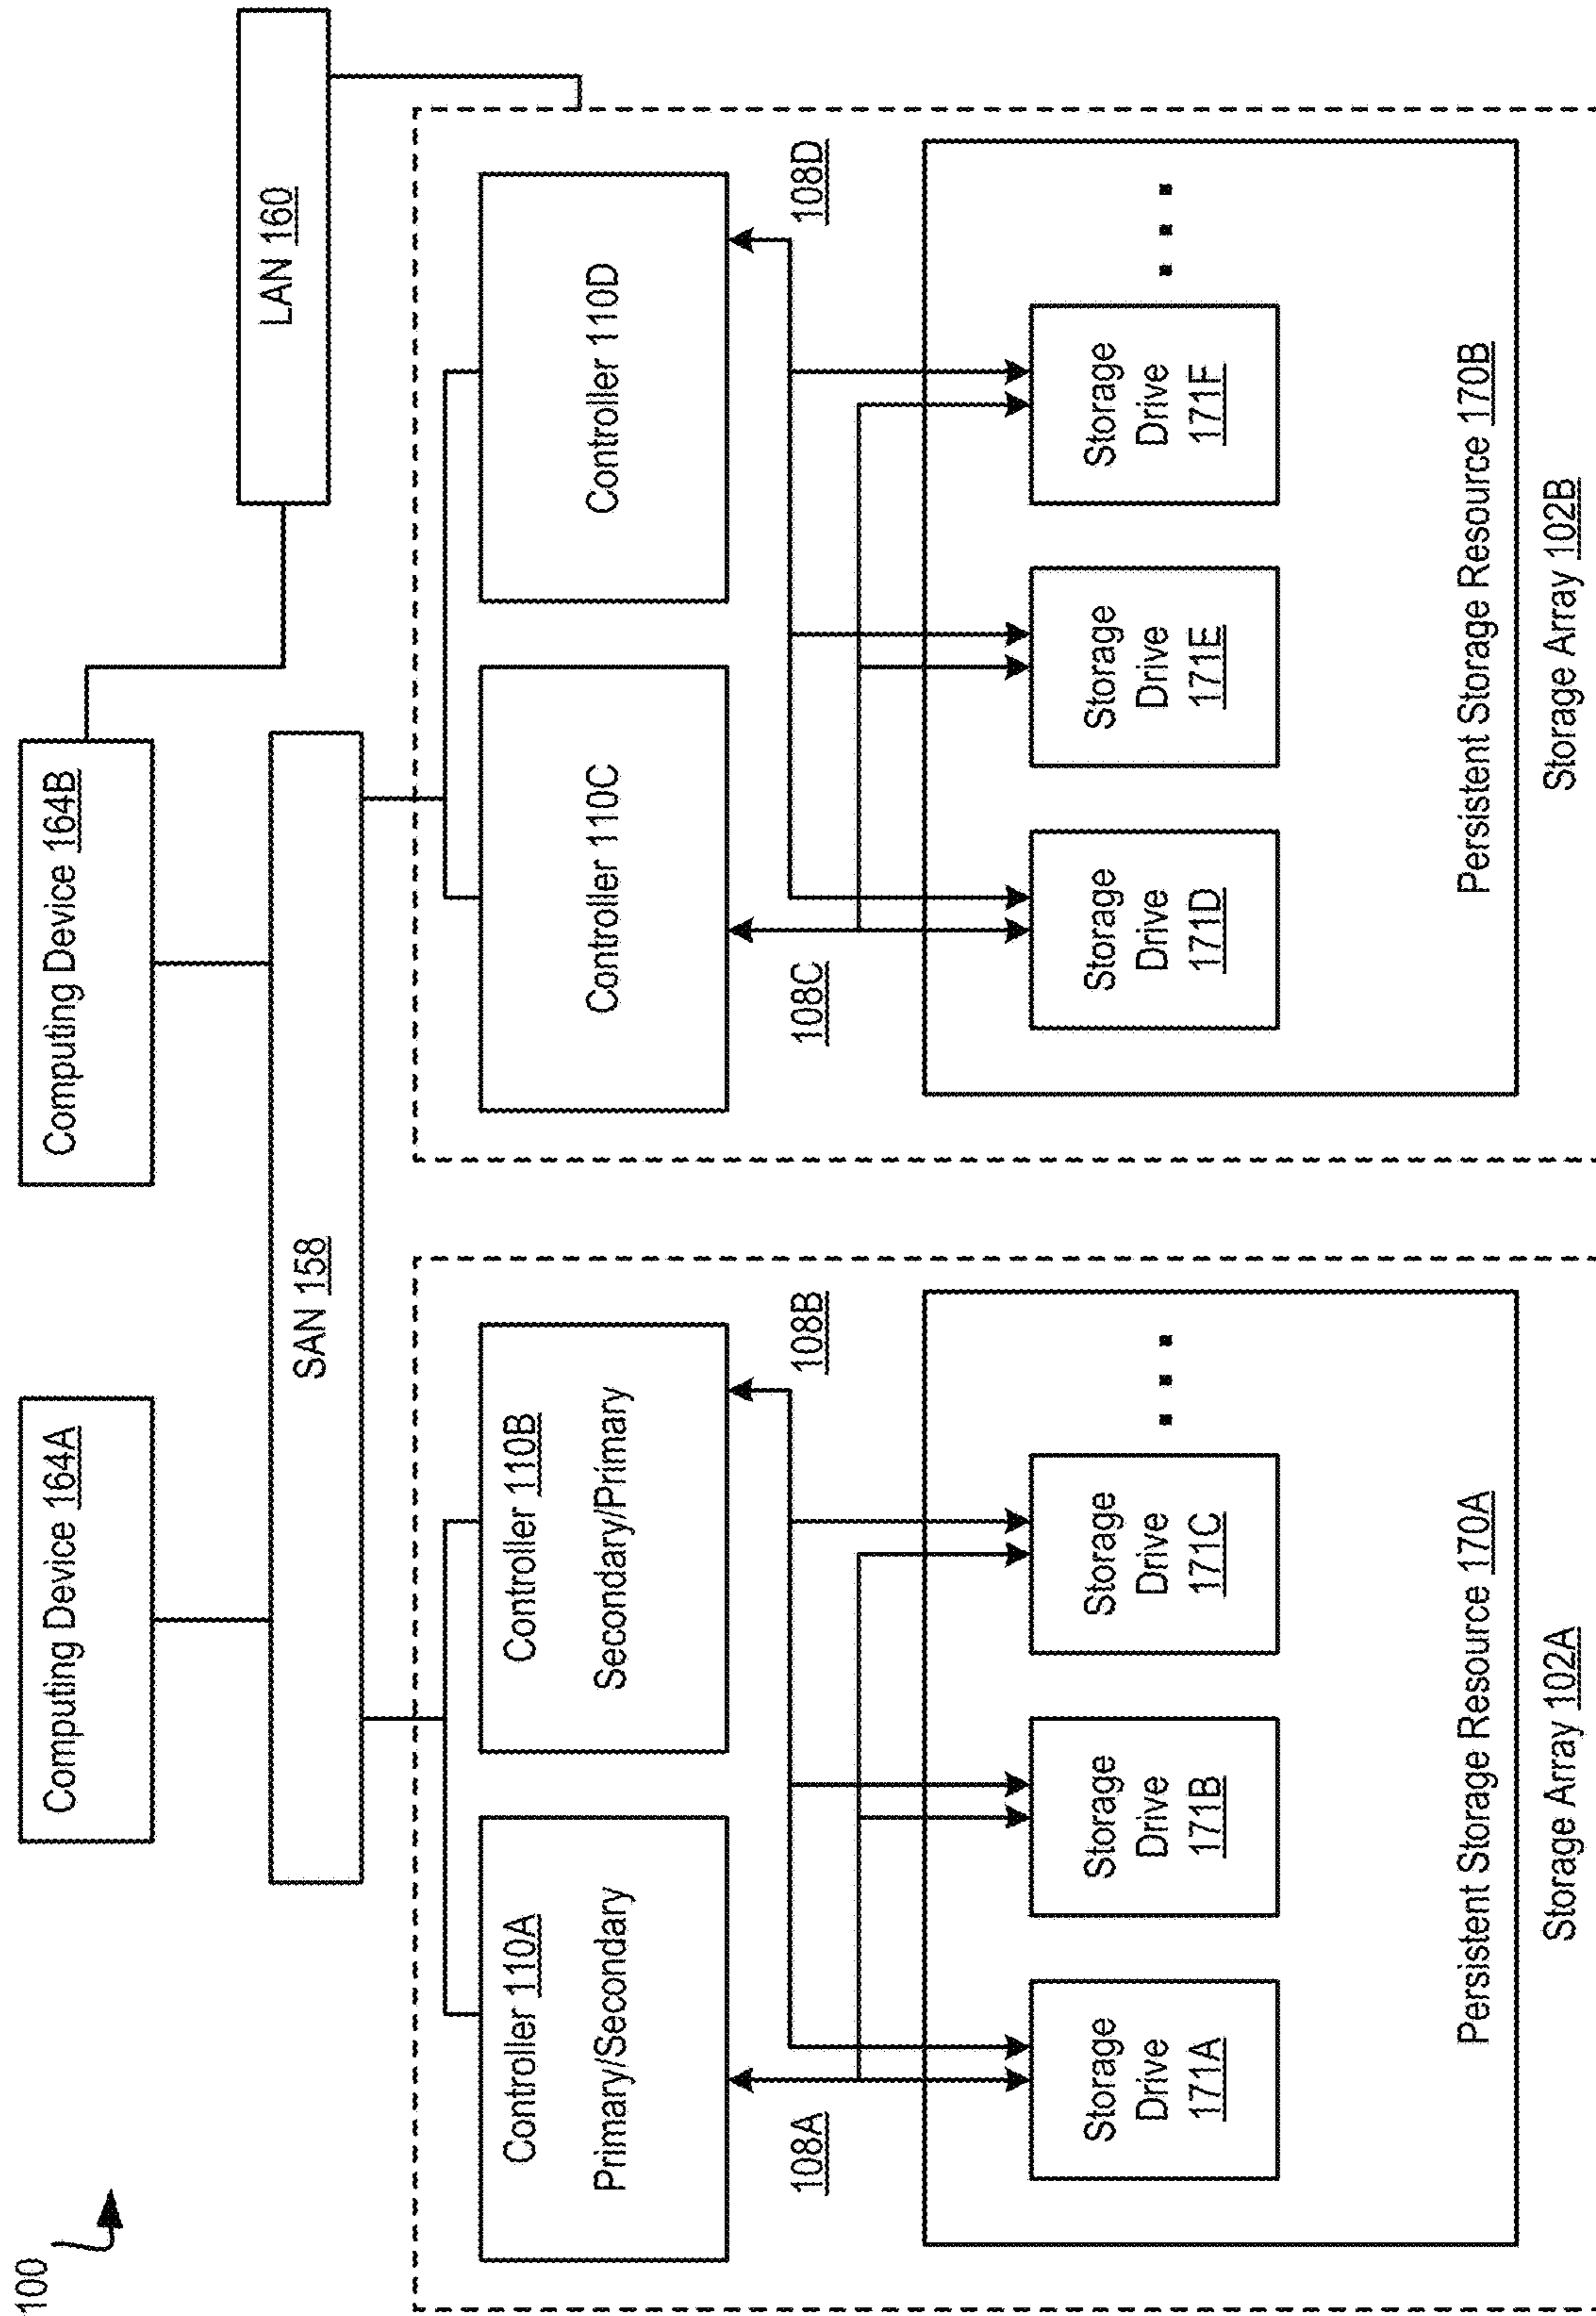 100
Computing Device 164A
Computing Device 164B
SAN 158
LAN 160
Controller 110A
Primary/Secondary
Controller 110B
Secondary/Primary
Controller 110C
Controller 110D
108A
108B
108C
108D
Storage
Drive
171A
Storage
Drive
171B
Storage
Drive
171C
Storage
Drive
171D
Storage
Drive
171E
Storage
Drive
171F
Persistent Storage Resource 170A
Persistent Storage Resource 170B
Storage Array 102A
Storage Array 102B